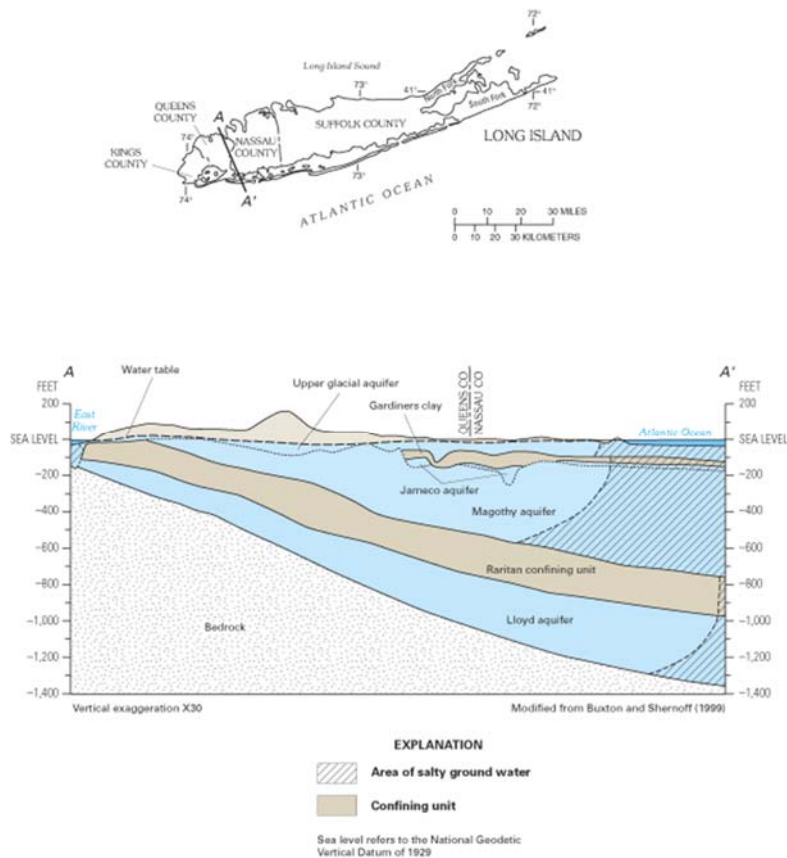 72°
Long Island Sound
73°
41°
North Fork
South Fork
41°
72°
QUEENS
COUNTY
A
SUFFOLK COUNTY
NASSAU
COUNTY
LONG ISLAND
74°
KINGS
COUNTY
A'
73°
74°
ATLANTIC OCEAN
0 10 20 30 MILES
0 10 20 30 KILOMETERS
A
A'
FEET
FEET
200
200
Water table
Upper glacial aquifer
Gardiners clay
QUEENS CO
NASSAU CO
East
River
Atlantic Ocean
SEA LEVEL
SEA LEVEL
−200
−200
Jameco aquifer
−400
−400
Magothy aquifer
−600
−600
Raritan confining unit
−800
−800
−1,000
−1,000
Lloyd aquifer
Bedrock
−1,200
−1,200
−1,400
−1,400
Vertical exaggeration X30
Modified from Buxton and Shernoff (1999)
EXPLANATION
Area of salty ground water
Confining unit
Sea level refers to the National Geodetic
Vertical Datum of 1929